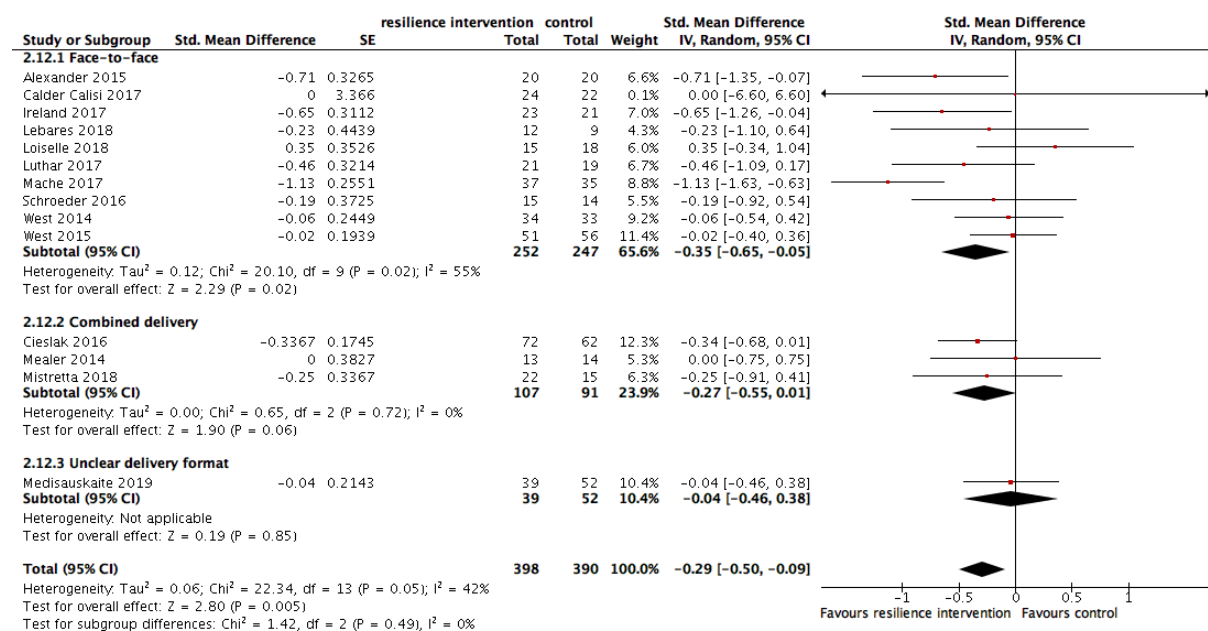 resilience intervention control Std. Mean Difference Std. Mean Difference
Study or Subgroup Std. Mean Difference SE Total Total Weight IV, Random, 95% CI IV, Random, 95% CI
2.12.1 Face-to-face
Alexander 2015 −0.71 0.3265 20 20 6.6% −0.71 [−1.35, −0.07]
Calder Calisi 2017 0 3.366 24 22 0.1% 0.00 [−6.60, 6.60]
Ireland 2017 −0.65 0.3112 23 21 7.0% −0.65 [−1.26, −0.04]
Lebares 2018 −0.23 0.4439 12 9 4.3% −0.23 [−1.10, 0.64]
Loiselle 2018 0.35 0.3526 15 18 6.0% 0.35 [−0.34, 1.04]
Luthar 2017 −0.46 0.3214 21 19 6.7% −0.46 [−1.09, 0.17]
Mache 2017 −1.13 0.2551 37 35 8.8% −1.13 [−1.63, −0.63]
Schroeder 2016 −0.19 0.3725 15 14 5.5% −0.19 [−0.92, 0.54]
West 2014 −0.06 0.2449 34 33 9.2% −0.06 [−0.54, 0.42]
West 2015 −0.02 0.1939 51 56 11.4% −0.02 [−0.40, 0.36]
Subtotal (95% CI) 252 247 65.6% −0.35 [−0.65, −0.05]
Heterogeneity: Tau² = 0.12; Chi² = 20.10, df = 9 (P = 0.02); I² = 55%
Test for overall effect: Z = 2.29 (P = 0.02)
2.12.2 Combined delivery
Cieslak 2016 −0.3367 0.1745 72 62 12.3% −0.34 [−0.68, 0.01]
Mealer 2014 0 0.3827 13 14 5.3% 0.00 [−0.75, 0.75]
Mistretta 2018 −0.25 0.3367 22 15 6.3% −0.25 [−0.91, 0.41]
Subtotal (95% CI) 107 91 23.9% −0.27 [−0.55, 0.01]
Heterogeneity: Tau² = 0.00; Chi² = 0.65, df = 2 (P = 0.72); I² = 0%
Test for overall effect: Z = 1.90 (P = 0.06)
2.12.3 Unclear delivery format
Medisauskaite 2019 −0.04 0.2143 39 52 10.4% −0.04 [−0.46, 0.38]
Subtotal (95% CI) 39 52 10.4% −0.04 [−0.46, 0.38]
Heterogeneity: Not applicable
Test for overall effect: Z = 0.19 (P = 0.85)
Total (95% CI) 398 390 100.0% −0.29 [−0.50, −0.09]
Heterogeneity: Tau² = 0.06; Chi² = 22.34, df = 13 (P = 0.05); I² = 42%
Test for overall effect: Z = 2.80 (P = 0.005)
Test for subgroup differences: Chi² = 1.42, df = 2 (P = 0.49), I² = 0%
−1 −0.5 0 0.5 1
Favours resilience intervention Favours control